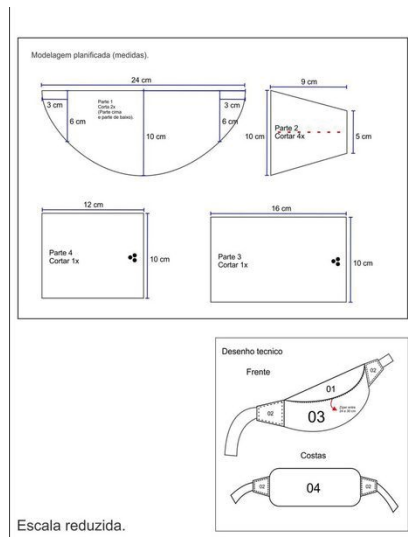 Modelagem planificada (medidas).
24 cm
9 cm
3 cm
Parte 1
Corta 2x
(Parte cima
e parte de baixo).
3 cm
6 cm
6 cm
10 cm
10 cm
Parte 2
Cortar 4x
5 cm
12 cm
16 cm
Parte 4
Cortar 1x
10 cm
Parte 3
Cortar 1x
10 cm
Desenho tecnico
Frente
02
01
02
03
Costas
02
04
02
Escala reduzida.